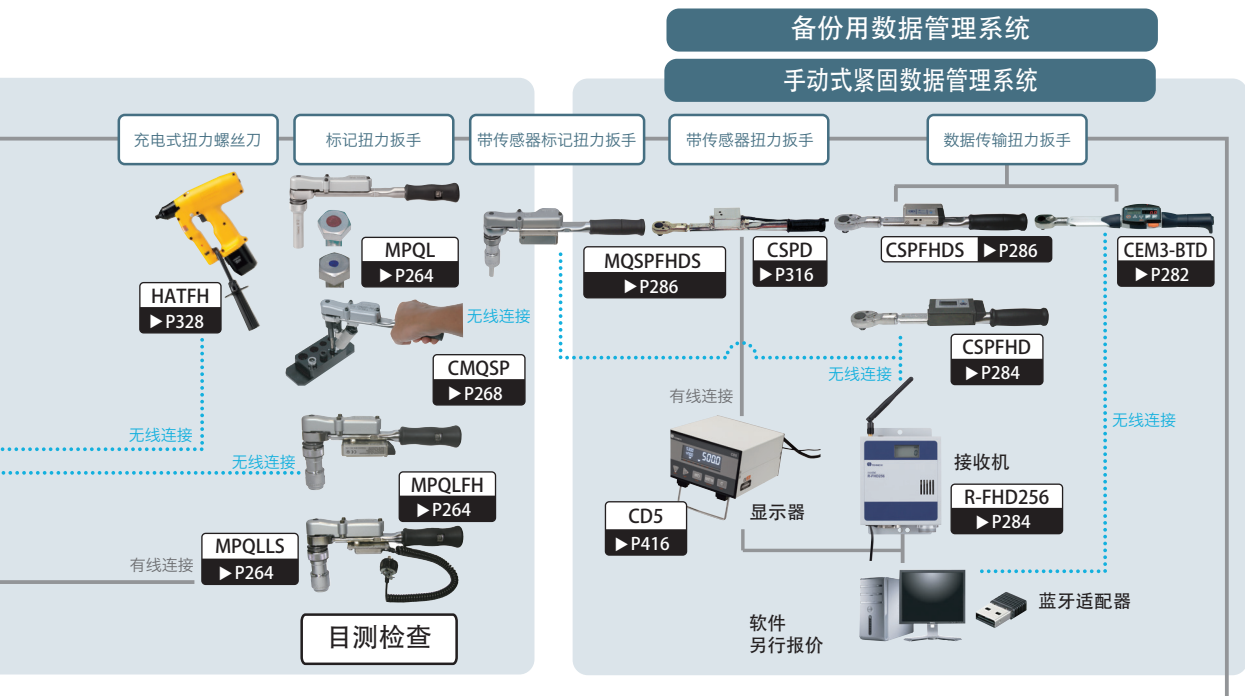 备份用数据管理系统
手动式紧固数据管理系统
充电式扭力螺丝刀
标记扭力扳手
带传感器标记扭力扳手
带传感器扭力扳手
数据传输扭力扳手
HATFH
▶P328
MPQL
▶P264
无线连接
CMQSP
▶P268
无线连接
无线连接
MPQLFH
▶P264
有线连接
MPQLLS
▶P264
目测检查
MQSPFHDS
▶P286
CSPD
▶P316
CSPFHDS ▶P286
CEM3-BTD
▶P282
CSPFHD
▶P284
无线连接
有线连接
无线连接
5000
显示器
CD5
▶P416
接收机
R-FHD256
▶P284
蓝牙适配器
软件
另行报价